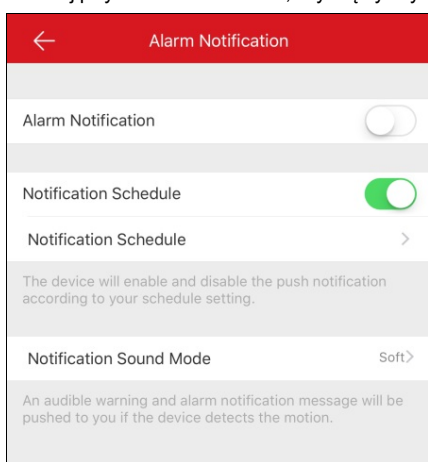 Alarm Notification
Alarm Notification
Notification Schedule
Notification Schedule
The device will enable and disable the push notification
according to your schedule setting.
Notification Sound Mode Soft
An audible warning and alarm notification message will be
pushed to you if the device detects the motion.